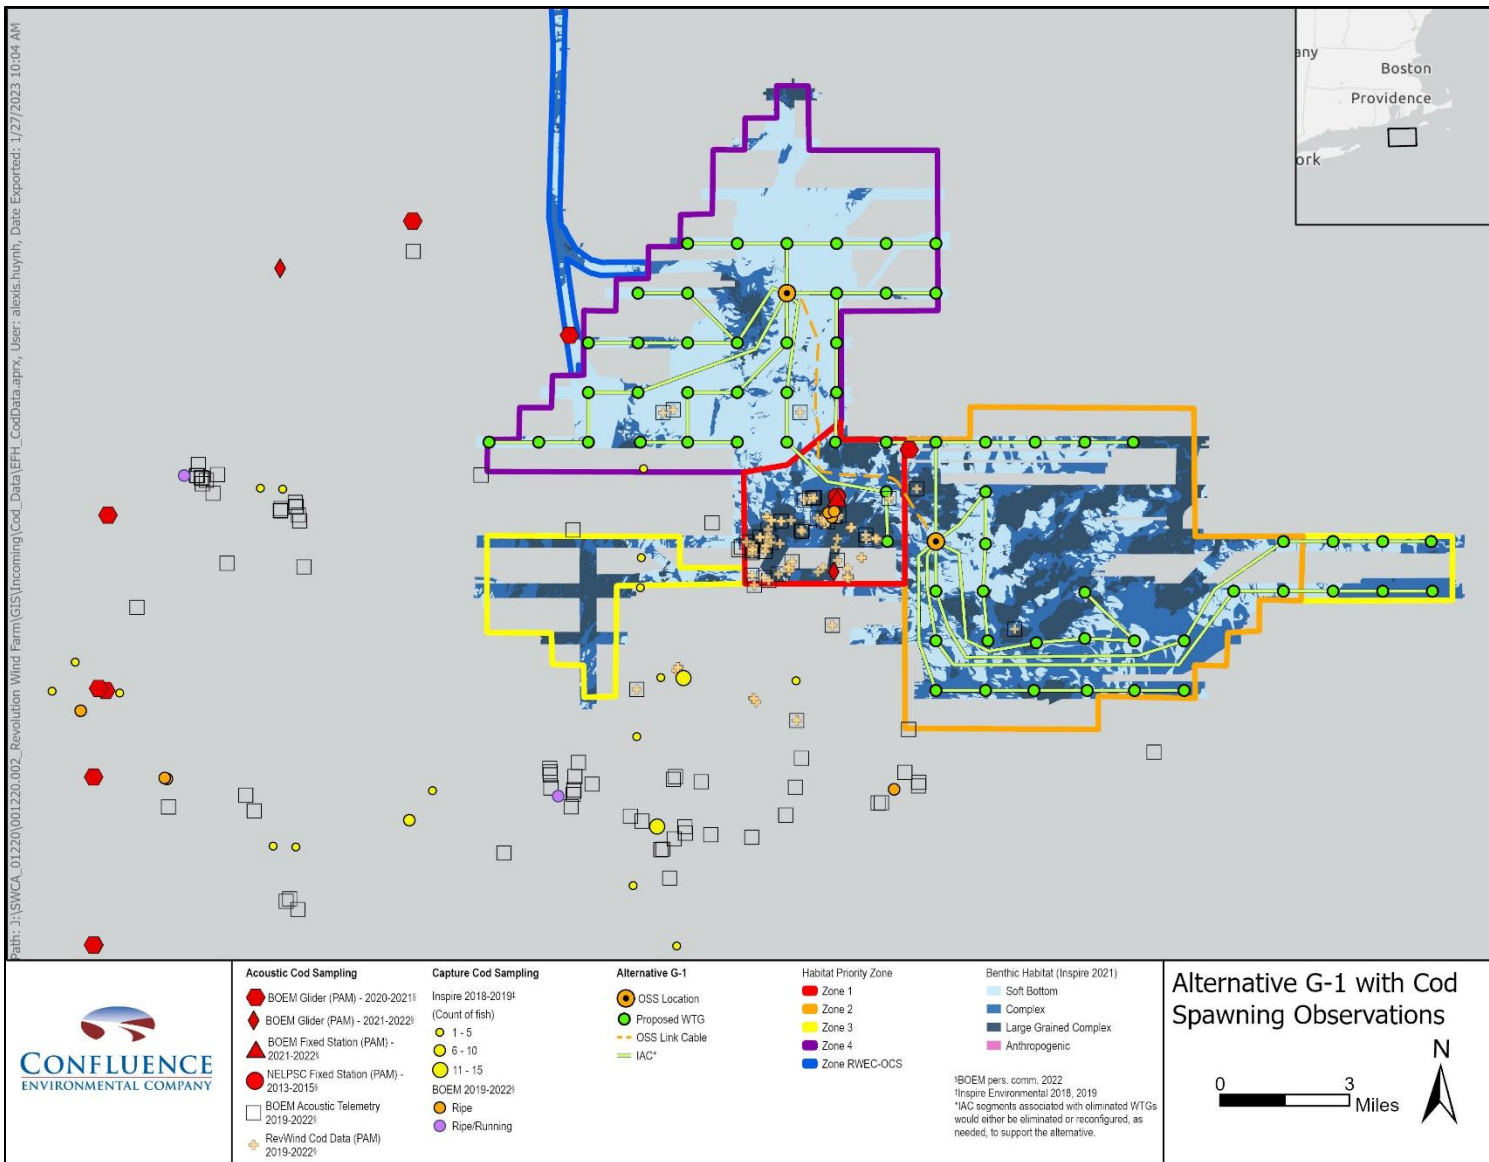 Path: J:\SWCA_01220\001220.002_Revolution Wind Farm\GIS\Incoming\Cod_Data\EFH_CodData.aprx, User: alexis.huynh, Date Exported: 1/27/2023 10:04 AM
any
Boston
Providence
ork
CONFLUENCE
ENVIRONMENTAL COMPANY
Acoustic Cod Sampling
BOEM Glider (PAM) - 2020-2021§
BOEM Glider (PAM) - 2021-2022§
BOEM Fixed Station (PAM) -
2021-2022§
NELPSC Fixed Station (PAM) -
2013-2015§
BOEM Acoustic Telemetry
2019-2022§
RevWind Cod Data (PAM)
2019-2022§
Capture Cod Sampling
Inspire 2018-2019‡
(Count of fish)
1 - 5
6 - 10
11 - 15
BOEM 2019-2022§
Ripe
Ripe/Running
Alternative G-1
OSS Location
Proposed WTG
OSS Link Cable
IAC*
Habitat Priority Zone
Zone 1
Zone 2
Zone 3
Zone 4
Zone RWEC-OCS
Benthic Habitat (Inspire 2021)
Soft Bottom
Complex
Large Grained Complex
Anthropogenic
§BOEM pers. comm. 2022
‡Inspire Environmental 2018, 2019
*IAC segments associated with eliminated WTGs
would either be eliminated or reconfigured, as
needed, to support the alternative.
Alternative G-1 with Cod
Spawning Observations
N
0 3
Miles